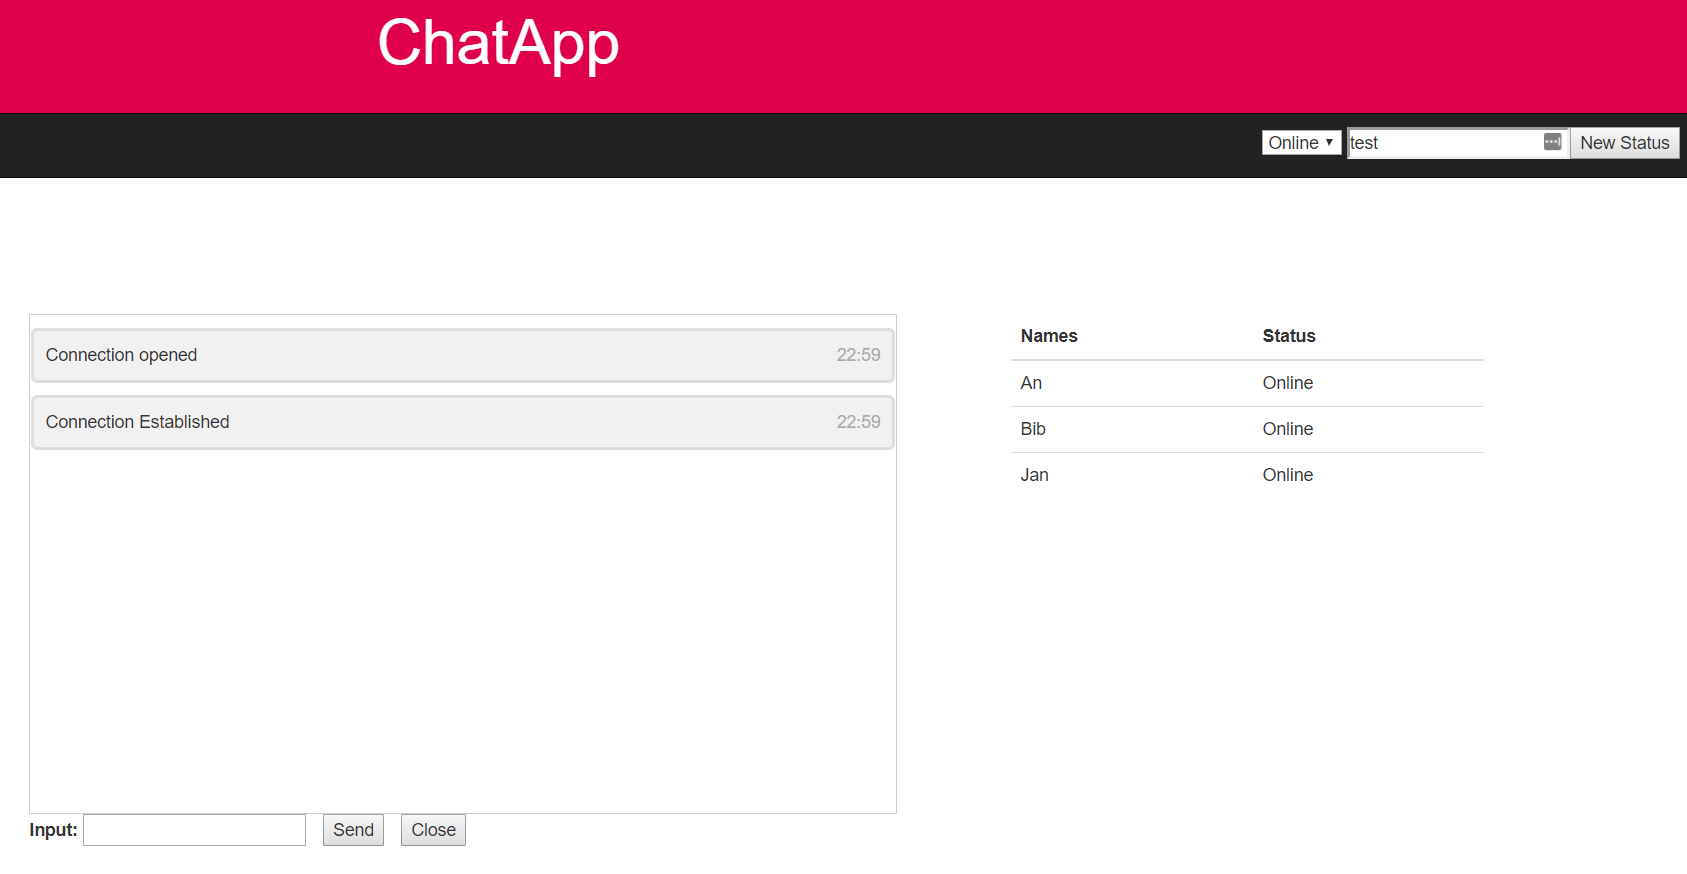 ChatApp
Online test New Status
Connection opened 22:59
Connection Established 22:59
Names Status
An Online
Bib Online
Jan Online
Input: Send Close